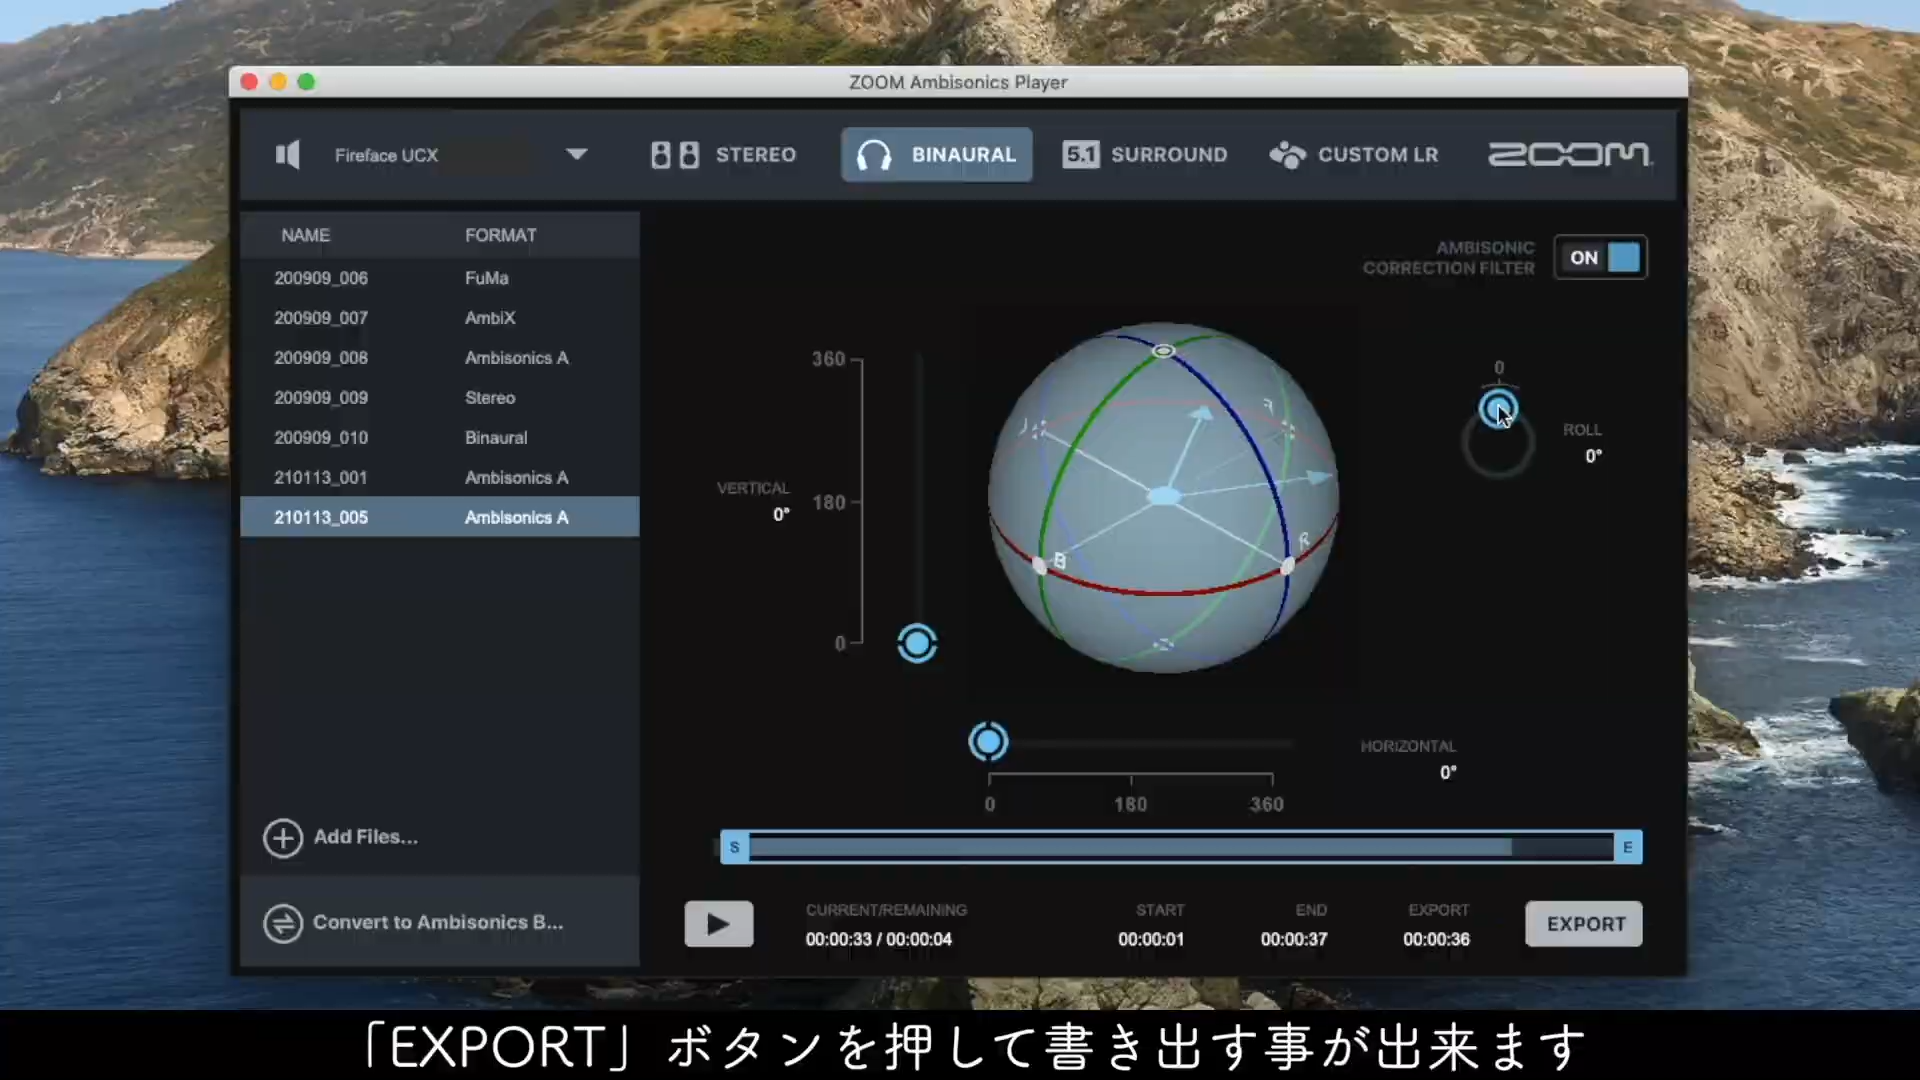 ZOOM Ambisonics Player
Fireface UCX
STEREO
BINAURAL
5.1 SURROUND
CUSTOM LR
ZOOM
NAME FORMAT
200909_006 FuMa
200909_007 AmbiX
200909_008 Ambisonics A
200909_009 Stereo
200909_010 Binaural
210113_001 Ambisonics A
210113_005 Ambisonics A
Add Files...
Convert to Ambisonics B...
AMBISONIC
CORRECTION FILTER
ON
360
VERTICAL
0°
180
0
B
R
0
ROLL
0°
HORIZONTAL
0°
0 180 360
S
E
CURRENT/REMAINING
00:00:33 / 00:00:04
START
00:00:01
END
00:00:37
EXPORT
00:00:36
EXPORT
「EXPORT」ボタンを押して書き出す事が出来ます